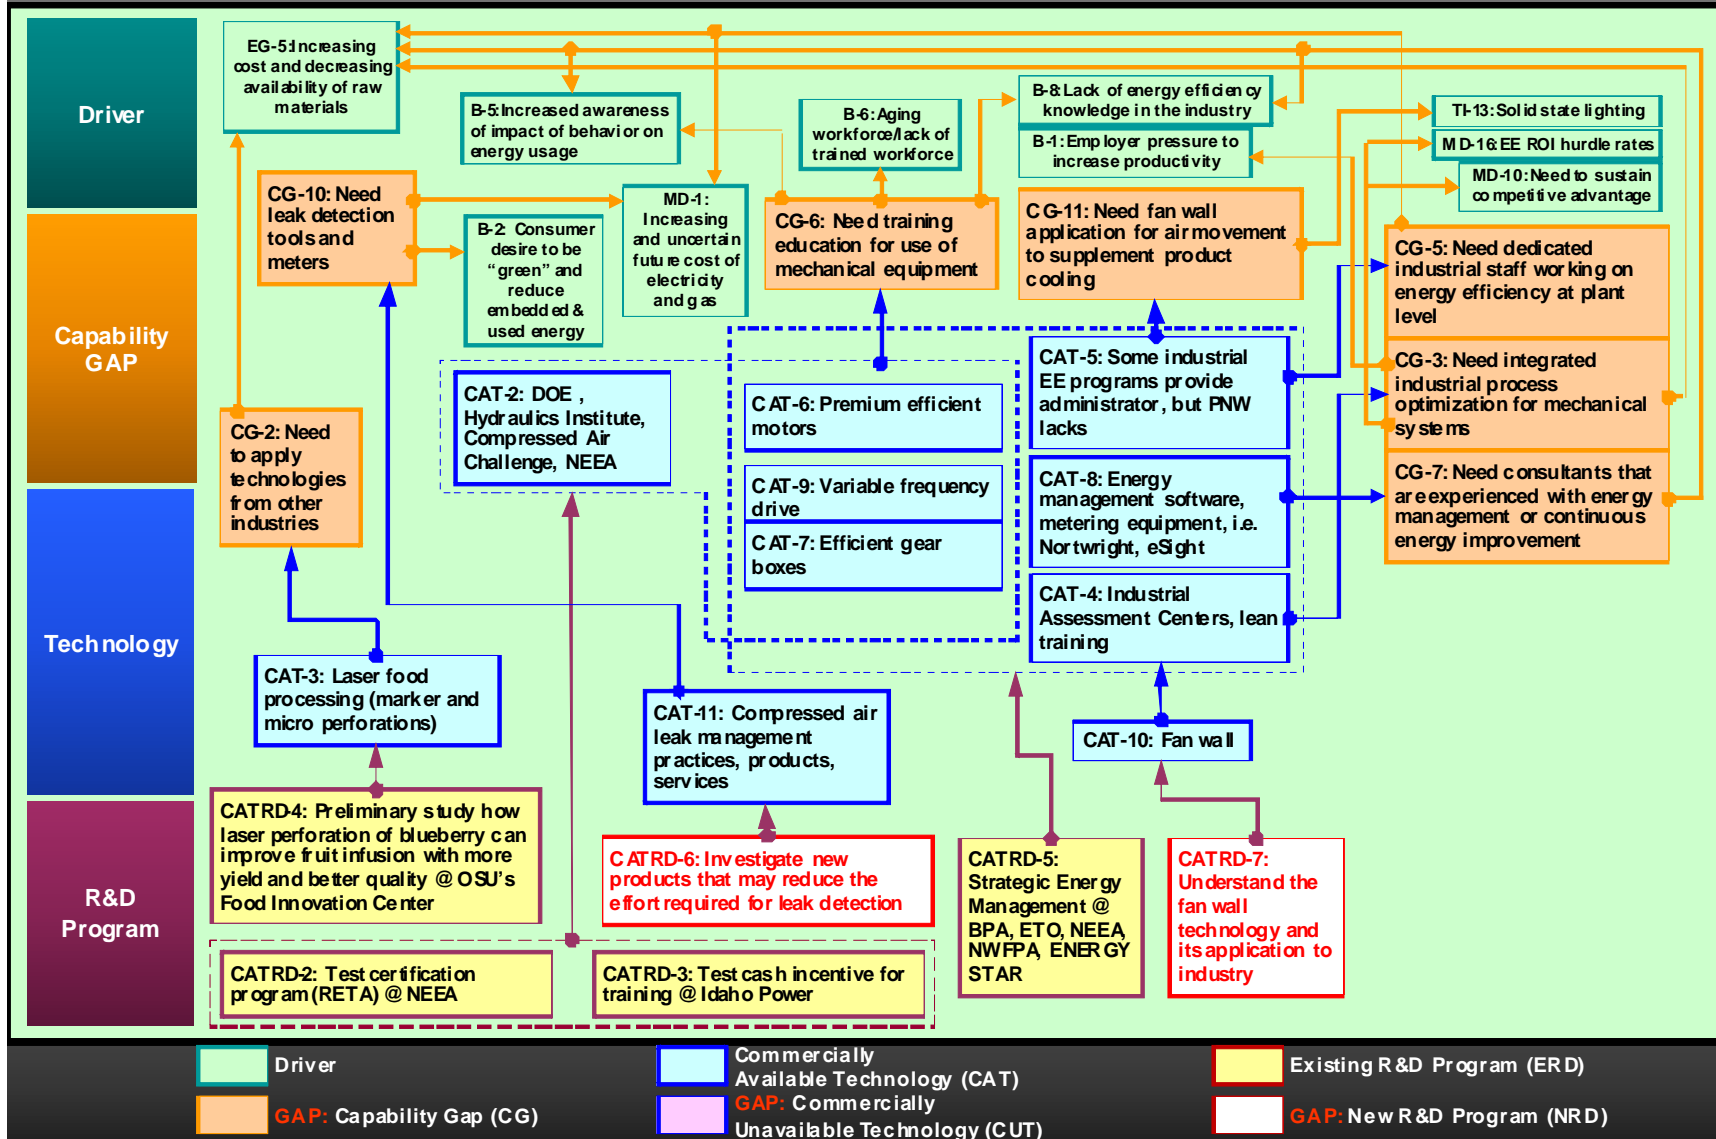 Driver
EG-5:Increasing
cost and decreasing
availability of raw
materials
B-5:Increased awareness
of impact of behavior on
energy usage
B-6:Aging
workforce/lack of
trained workforce
B-8:Lack of energy efficiency
knowledge in the industry
B-1:Employer pressure to
increase productivity
TI-13:Solid state lighting
MD-16:EE ROI hurdle rates
MD-10:Need to sustain
competitive advantage
CG-10: Need
leak detection
tools and
meters
B-2: Consumer
desire to be
“green” and
reduce
embedded &
used energy
MD-1:
Increasing
and uncertain
future cost of
electricity
and gas
CG-6: Need training
education for use of
mechanical equipment
CG-11: Need fan wall
application for air movement
to supplement product
cooling
CG-5: Need dedicated
industrial staff working on
energy efficiency at plant
level
Capability
GAP
CG-3: Need integrated
industrial process
optimization for mechanical
systems
CG-7: Need consultants that
are experienced with energy
management or continuous
energy improvement
CG-2: Need
to apply
technologies
from other
industries
CAT-2: DOE ,
Hydraulics Institute,
Compressed Air
Challenge, NEEA
CAT-6: Premium efficient
motors
CAT-9: Variable frequency
drive
CAT-7: Efficient gear
boxes
CAT-5: Some industrial
EE programs provide
administrator, but PNW
lacks
CAT-8: Energy
management software,
metering equipment, i.e.
Nortwright, eSight
CAT-4: Industrial
Assessment Centers, lean
training
Technology
CAT-3: Laser food
processing (marker and
micro perforations)
CAT-11: Compressed air
leak management
practices, products,
services
CAT-10: Fan wall
R&D
Program
CATRD-4: Preliminary study how
laser perforation of blueberry can
improve fruit infusion with more
yield and better quality @ OSU's
Food Innovation Center
CATRD-6: Investigate new
products that may reduce the
effort required for leak detection
CATRD-5:
Strategic Energy
Management @
BPA, ETO, NEEA,
NWFPA, ENERGY
STAR
CATRD-7:
Understand the
fan wall
technology and
its application to
industry
CATRD-2: Test certification
program (RETA) @ NEEA
CATRD-3: Test cash incentive for
training @ Idaho Power
Driver
Commercially
Available Technology (CAT)
Existing R&D Program (ERD)
GAP: Capability Gap (CG)
GAP: Commercially
Unavailable Technology (CUT)
GAP: New R&D Program (NRD)